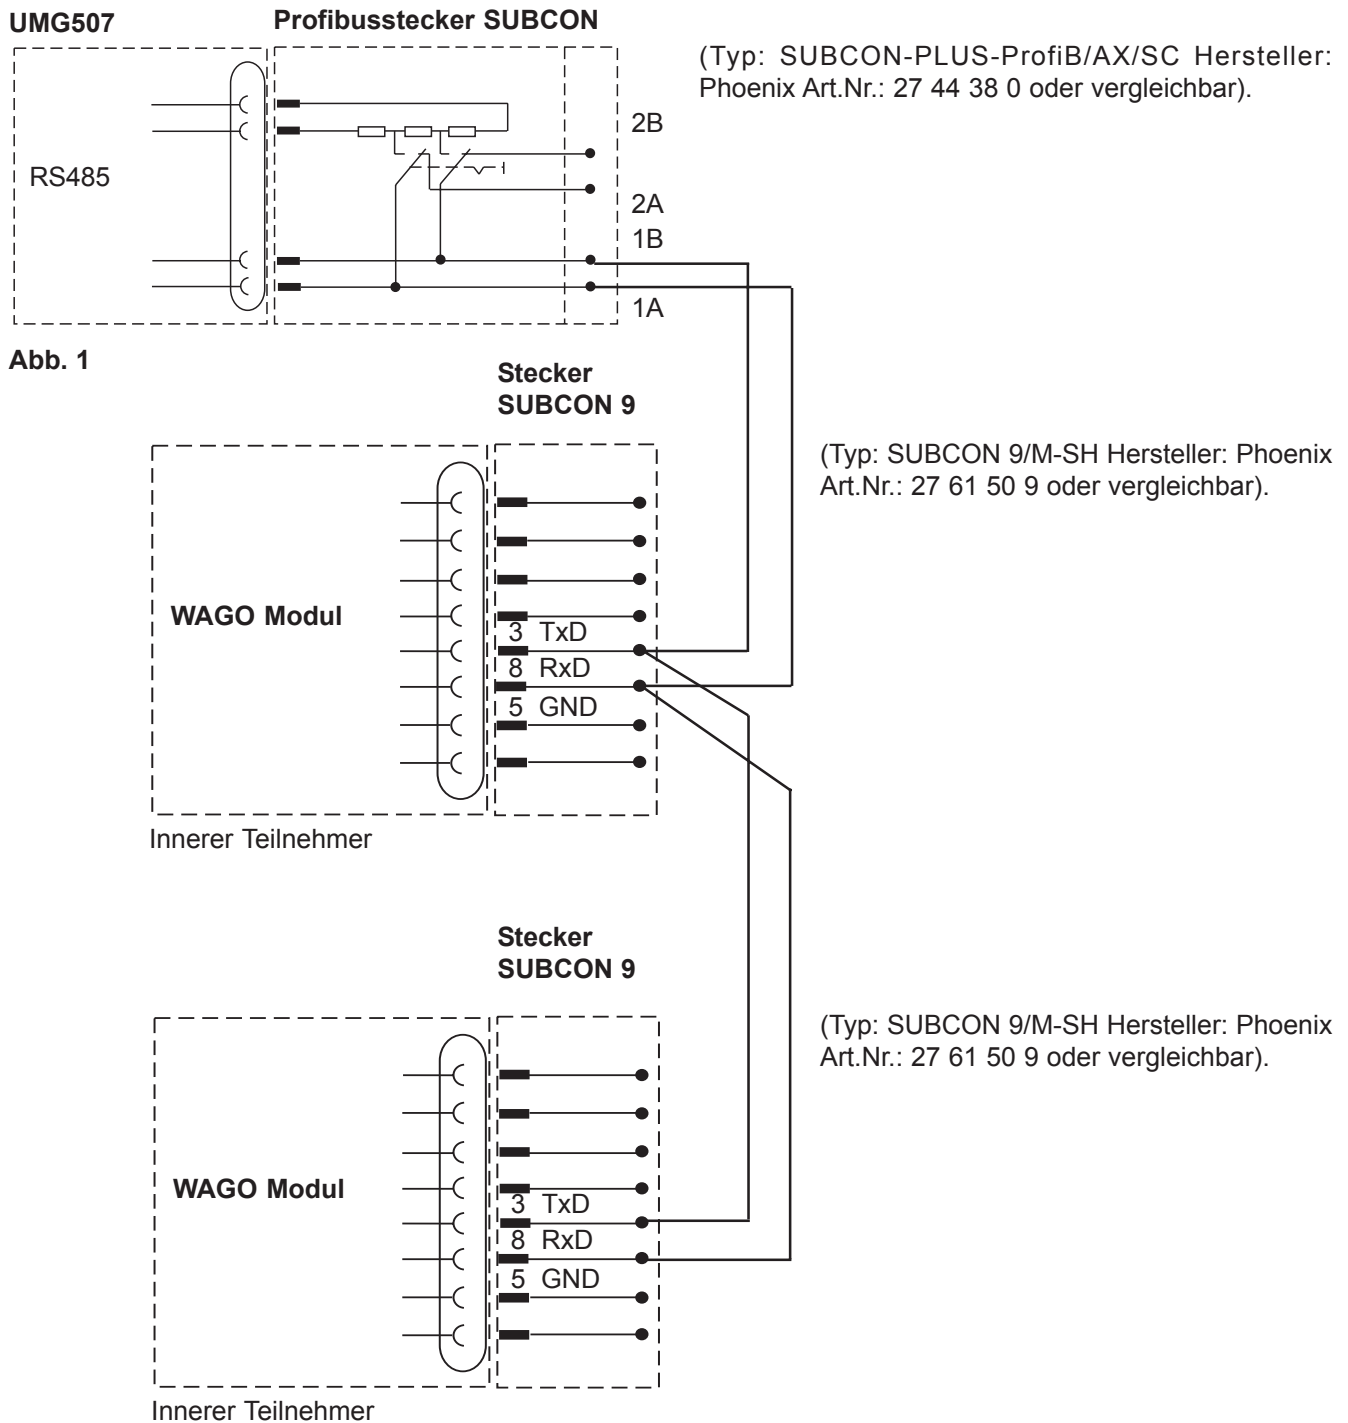 UMG507
Profibusstecker SUBCON
(Typ: SUBCON-PLUS-ProfiB/AX/SC Hersteller:
Phoenix Art.Nr.: 27 44 38 0 oder vergleichbar).
2B
RS485
2A
1B
1A
Abb. 1
Stecker
SUBCON 9
(Typ: SUBCON 9/M-SH Hersteller: Phoenix
Art.Nr.: 27 61 50 9 oder vergleichbar).
WAGO Modul
3 TxD
8 RxD
5 GND
Innerer Teilnehmer
Stecker
SUBCON 9
(Typ: SUBCON 9/M-SH Hersteller: Phoenix
Art.Nr.: 27 61 50 9 oder vergleichbar).
WAGO Modul
3 TxD
8 RxD
5 GND
Innerer Teilnehmer